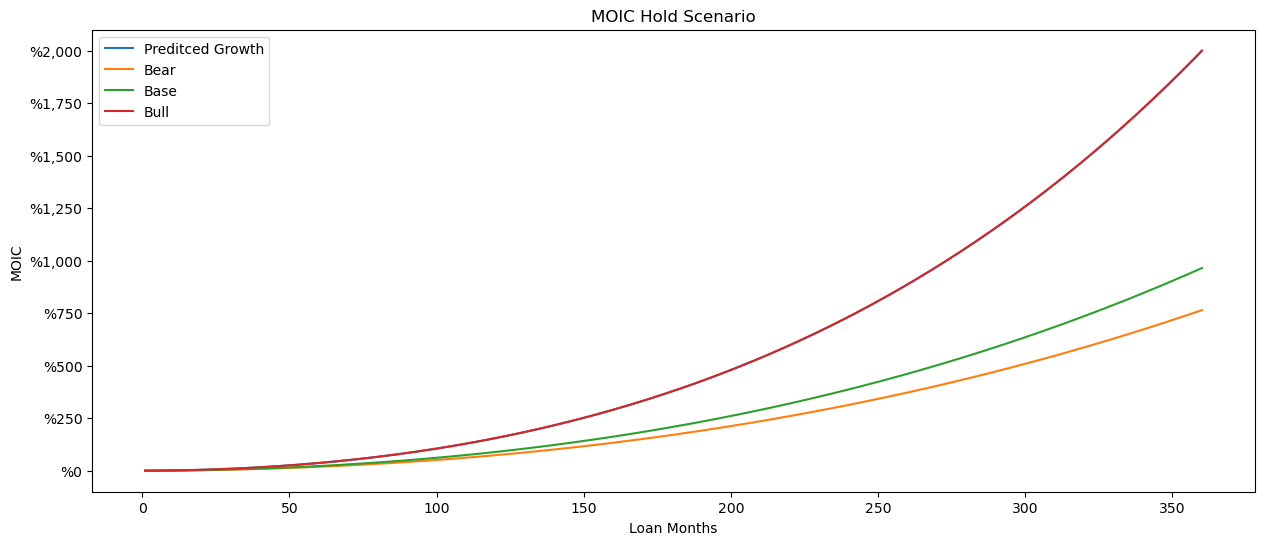 MOIC Hold Scenario
Preditced Growth
Bear
Base
Bull
%2,000
%1,750
%1,500
%1,250
%1,000
%750
%500
%250
%0
MOIC
0 50 100 150 200 250 300 350
Loan Months